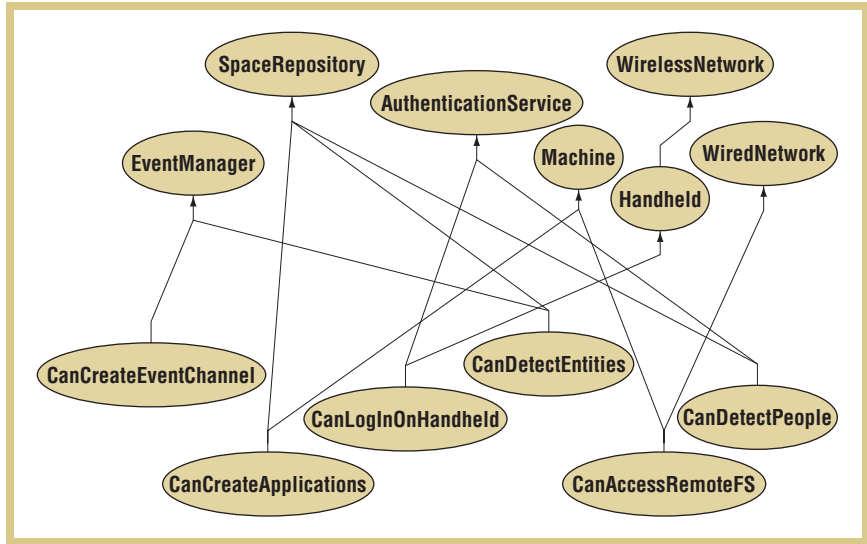 SpaceRepository
WirelessNetwork
AuthenticationService
EventManager
Machine
WiredNetwork
Handheld
CanCreateEventChannel
CanDetectEntities
CanLogInOnHandheld
CanDetectPeople
CanCreateApplications
CanAccessRemoteFS